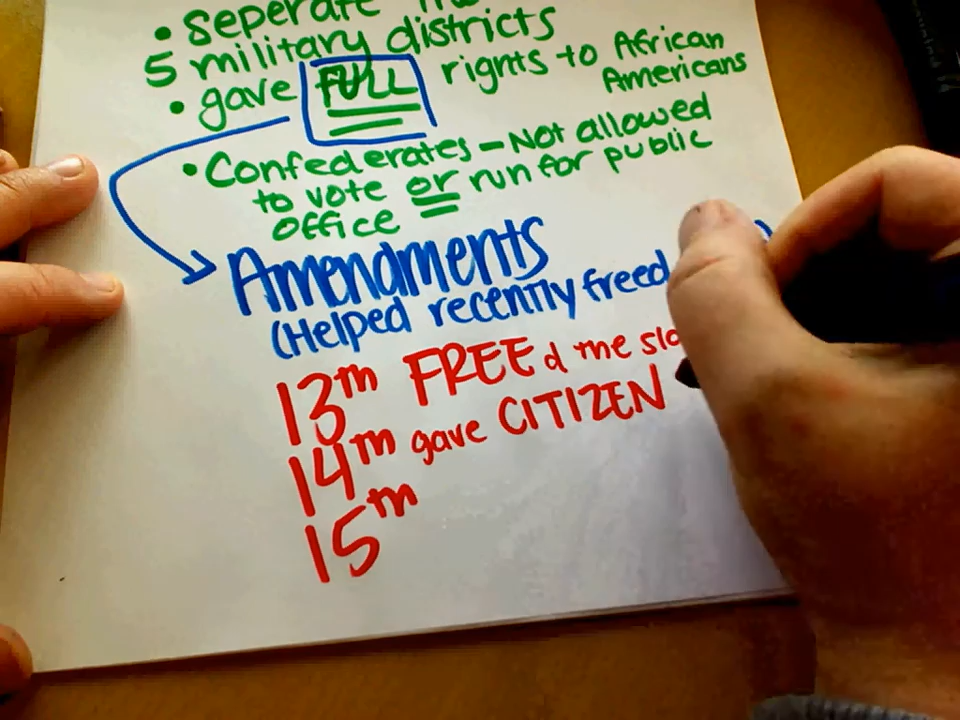 • seperate
5 military districts
• gave FULL rights to African Americans
• Confederates – Not allowed
to vote or run for public
office
Amendments
(Helped recently freed
13th FREEd the
14th gave CITIZEN
15th